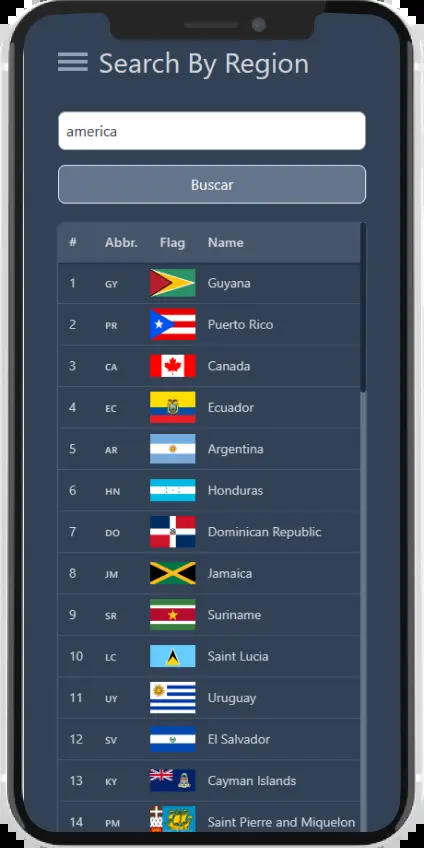 Search By Region
america
Buscar
# Abbr. Flag Name
1 GY Guyana
2 PR Puerto Rico
3 CA Canada
4 EC Ecuador
5 AR Argentina
6 HN Honduras
7 DO Dominican Republic
8 JM Jamaica
9 SR Suriname
10 LC Saint Lucia
11 UY Uruguay
12 SV El Salvador
13 KY Cayman Islands
14 PM Saint Pierre and Miquelon